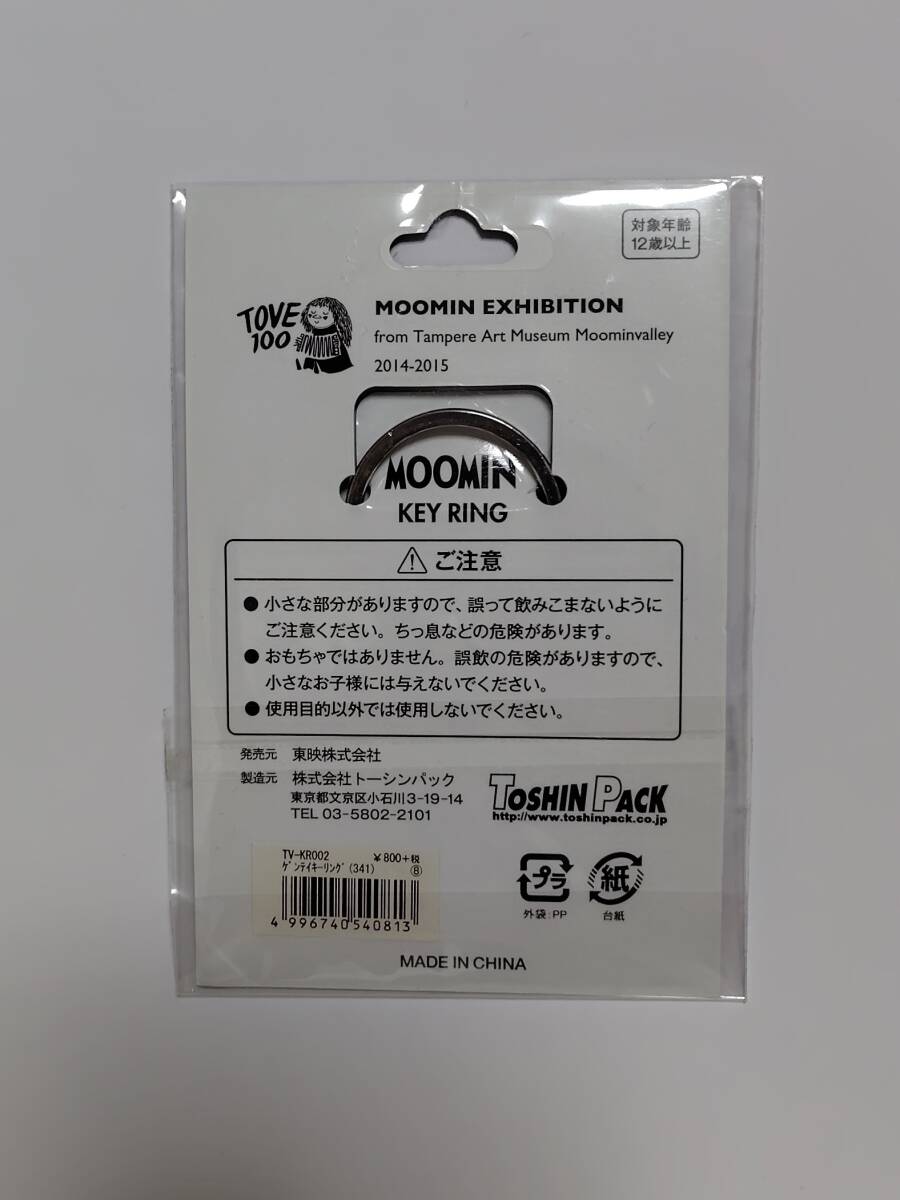 対象年齢
12歳以上
TOVE
100
MOOMIN EXHIBITION
from Tampere Art Museum Moominvalley
2014-2015
MOOMIN
KEY RING
ご注意
● 小さな部分がありますので、誤って飲みこまないように
ご注意ください。ちっ息などの危険があります。
● おもちゃではありません。誤飲の危険がありますので、
小さなお子様には与えないでください。
● 使用目的以外では使用しないでください。
発売元 東映株式会社
製造元 株式会社トーシンパック
東京都文京区小石川3-19-14
TEL 03-5802-2101
TOSHIN PACK
http://www.toshinpack.co.jp
TV-KR002 ¥800+税
ｹﾞﾝﾃｲｷｰﾘﾝｸﾞ(341) ⑧
4 996740 540813
プラ
外袋:PP
紙
台紙
MADE IN CHINA